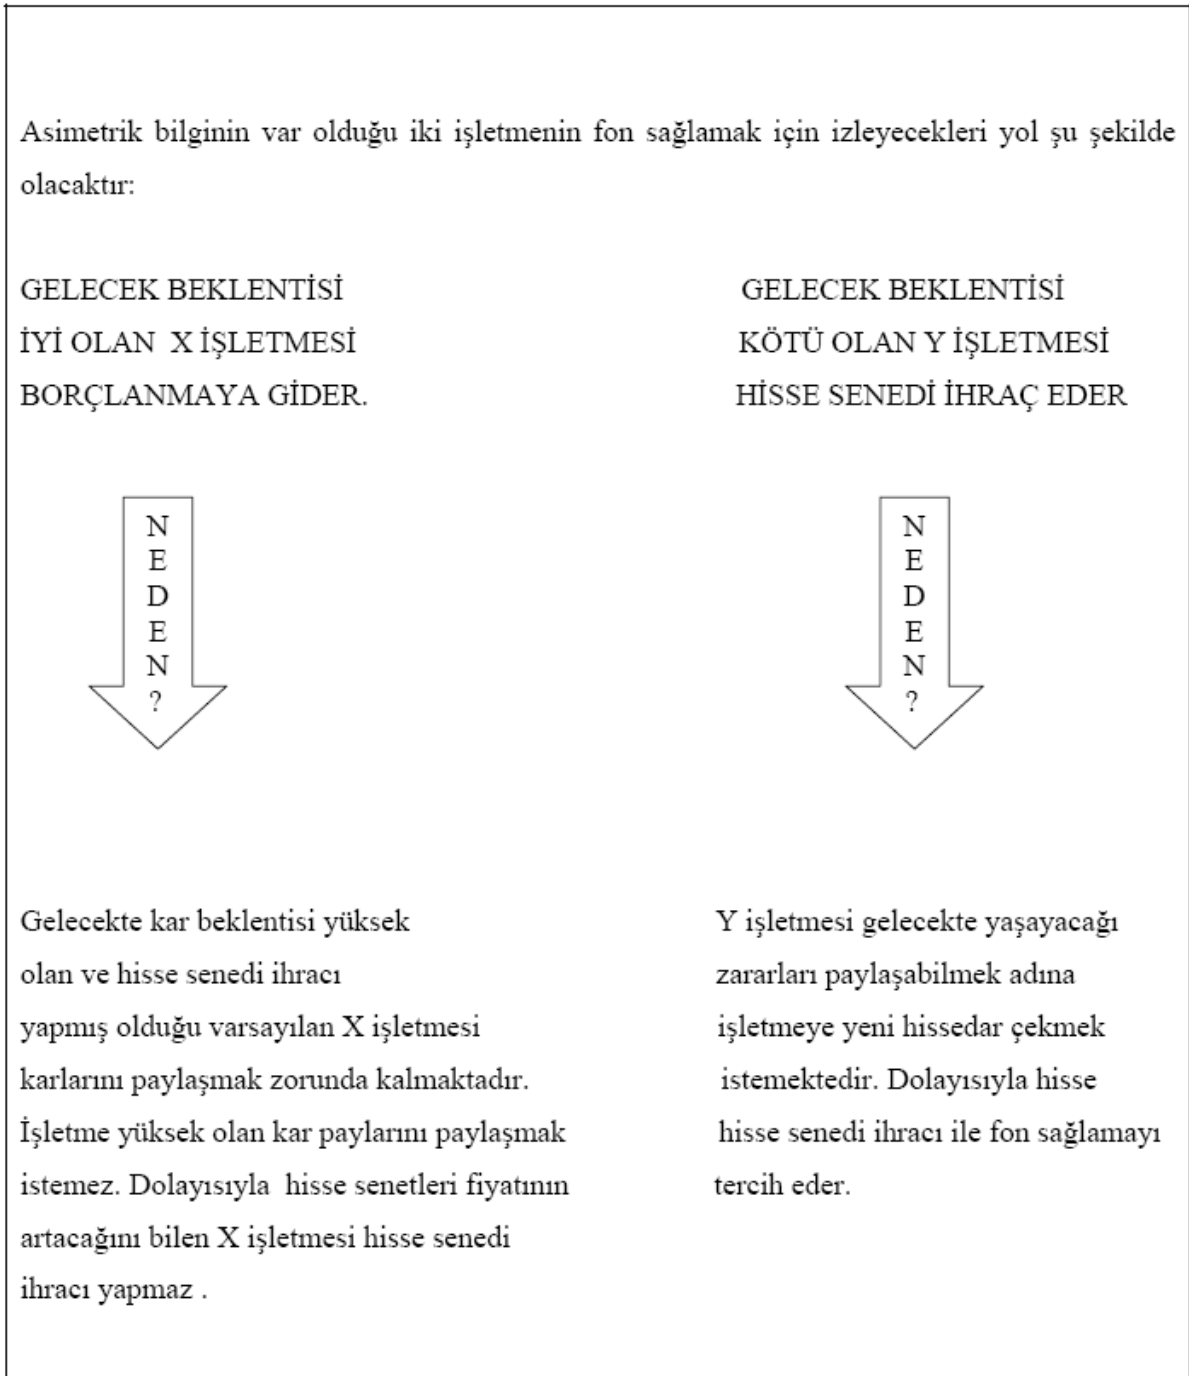 Asimetrik bilginin var olduğu iki işletmenin fon sağlamak için izleyecekleri yol şu şekilde
olacaktır:
GELECEK BEKLENTİSİ
İYİ OLAN X İŞLETMESİ
BORÇLANMAYA GİDER.
GELECEK BEKLENTİSİ
KÖTÜ OLAN Y İŞLETMESİ
HİSSE SENEDİ İHRAÇ EDER
N
E
D
E
N
?
N
E
D
E
N
?
Gelecekte kar beklentisi yüksek
olan ve hisse senedi ihracı
yapmış olduğu varsayılan X işletmesi
karlarını paylaşmak zorunda kalmaktadır.
İşletme yüksek olan kar paylarını paylaşmak
istemez. Dolayısıyla hisse senetleri fiyatının
artacağını bilen X işletmesi hisse senedi
ihracı yapmaz .
Y işletmesi gelecekte yaşayacağı
zararları paylaşabilmek adına
işletmeye yeni hissedar çekmek
istemektedir. Dolayısıyla hisse
hisse senedi ihracı ile fon sağlamayı
tercih eder.